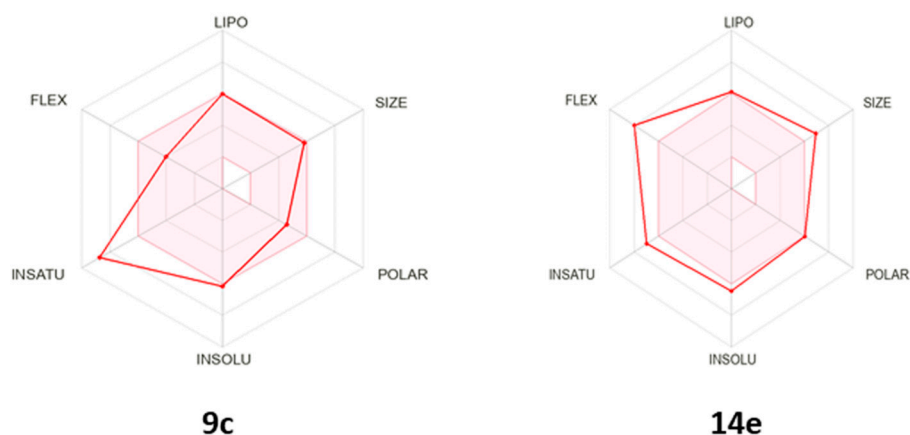 LIPO
FLEX
SIZE
INSATU
POLAR
INSOLU
9c
LIPO
FLEX
SIZE
INSATU
POLAR
INSOLU
14e